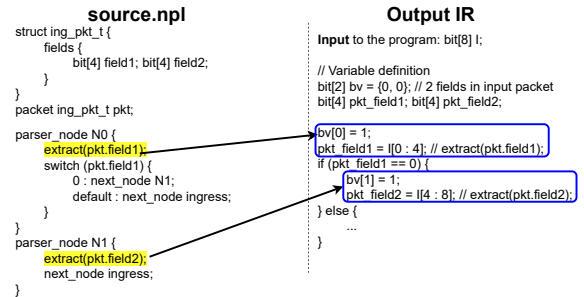 source.npl
struct ing_pkt_t {
fields {
bit[4] field1; bit[4] field2;
}
}
packet ing_pkt_t pkt;
parser_node N0 {
extract(pkt.field1);
switch (pkt.field1) {
0 : next_node N1;
default : next_node ingress;
}
}
parser_node N1 {
extract(pkt.field2);
next_node ingress;
}
Output IR
Input to the program: bit[8] I;
// Variable definition
bit[2] bv = {0, 0}; // 2 fields in input packet
bit[4] pkt_field1; bit[4] pkt_field2;
bv[0] = 1;
pkt_field1 = I[0 : 4]; // extract(pkt.field1);
if (pkt_field1 == 0) {
bv[1] = 1;
pkt_field2 = I[4 : 8]; // extract(pkt.field2);
} else {
...
}